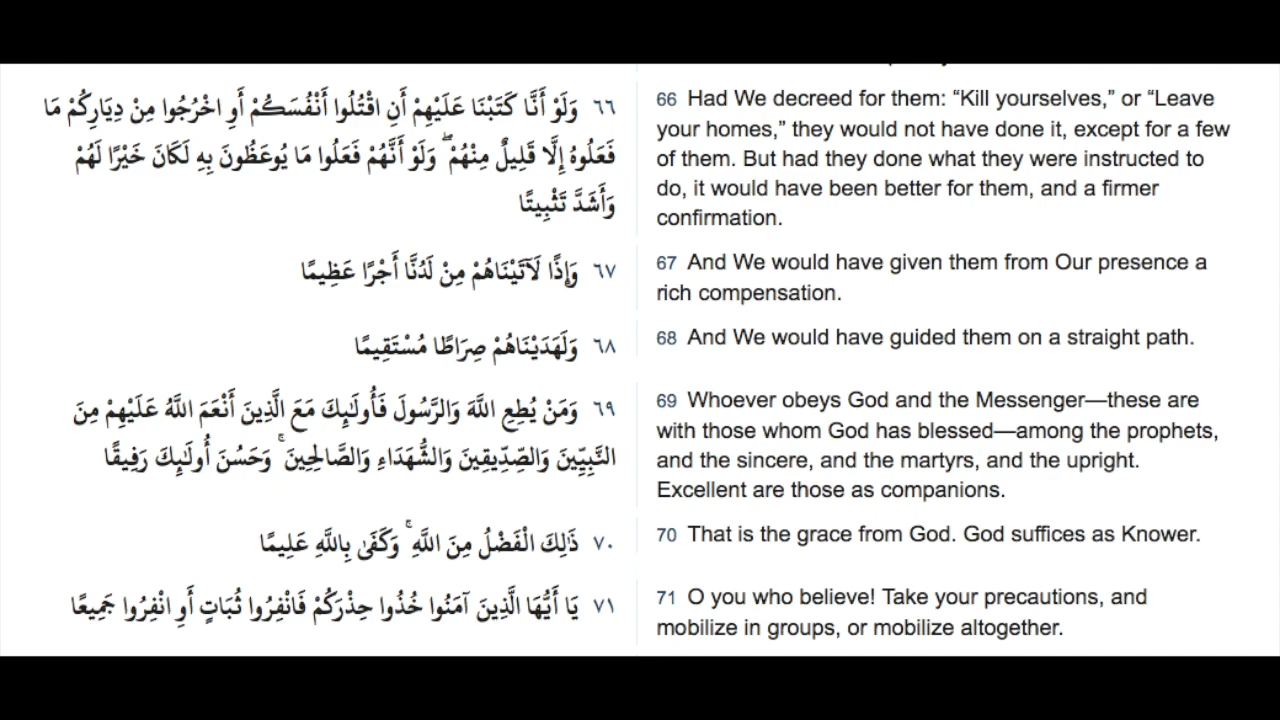 ٦٦ وَلَوْ أَنَّا كَتَبْنَا عَلَيْهِمْ أَنِ اقْتُلُوا أَنْفُسَكُمْ أَوِ اخْرُجُوا مِنْ دِيَارِكُمْ مَا
فَعَلُوهُ إِلَّا قَلِيلٌ مِنْهُمْ ۖ وَلَوْ أَنَّهُمْ فَعَلُوا مَا يُوعَظُونَ بِهِ لَكَانَ خَيْرًا لَهُمْ
وَأَشَدَّ تَثْبِيتًا
66 Had We decreed for them: “Kill yourselves,” or “Leave
your homes,” they would not have done it, except for a few
of them. But had they done what they were instructed to
do, it would have been better for them, and a firmer
confirmation.
٦٧ وَإِذًا لَآتَيْنَاهُمْ مِنْ لَدُنَّا أَجْرًا عَظِيمًا
67 And We would have given them from Our presence a
rich compensation.
٦٨ وَلَهَدَيْنَاهُمْ صِرَاطًا مُسْتَقِيمًا
68 And We would have guided them on a straight path.
٦٩ وَمَنْ يُطِعِ اللَّهَ وَالرَّسُولَ فَأُولَٰئِكَ مَعَ الَّذِينَ أَنْعَمَ اللَّهُ عَلَيْهِمْ مِنَ
النَّبِيِّينَ وَالصِّدِّيقِينَ وَالشُّهَدَاءِ وَالصَّالِحِينَ ۚ وَحَسُنَ أُولَٰئِكَ رَفِيقًا
69 Whoever obeys God and the Messenger—these are
with those whom God has blessed—among the prophets,
and the sincere, and the martyrs, and the upright.
Excellent are those as companions.
٧٠ ذَٰلِكَ الْفَضْلُ مِنَ اللَّهِ ۚ وَكَفَىٰ بِاللَّهِ عَلِيمًا
70 That is the grace from God. God suffices as Knower.
٧١ يَا أَيُّهَا الَّذِينَ آمَنُوا خُذُوا حِذْرَكُمْ فَانْفِرُوا ثُبَاتٍ أَوِ انْفِرُوا جَمِيعًا
71 O you who believe! Take your precautions, and
mobilize in groups, or mobilize altogether.